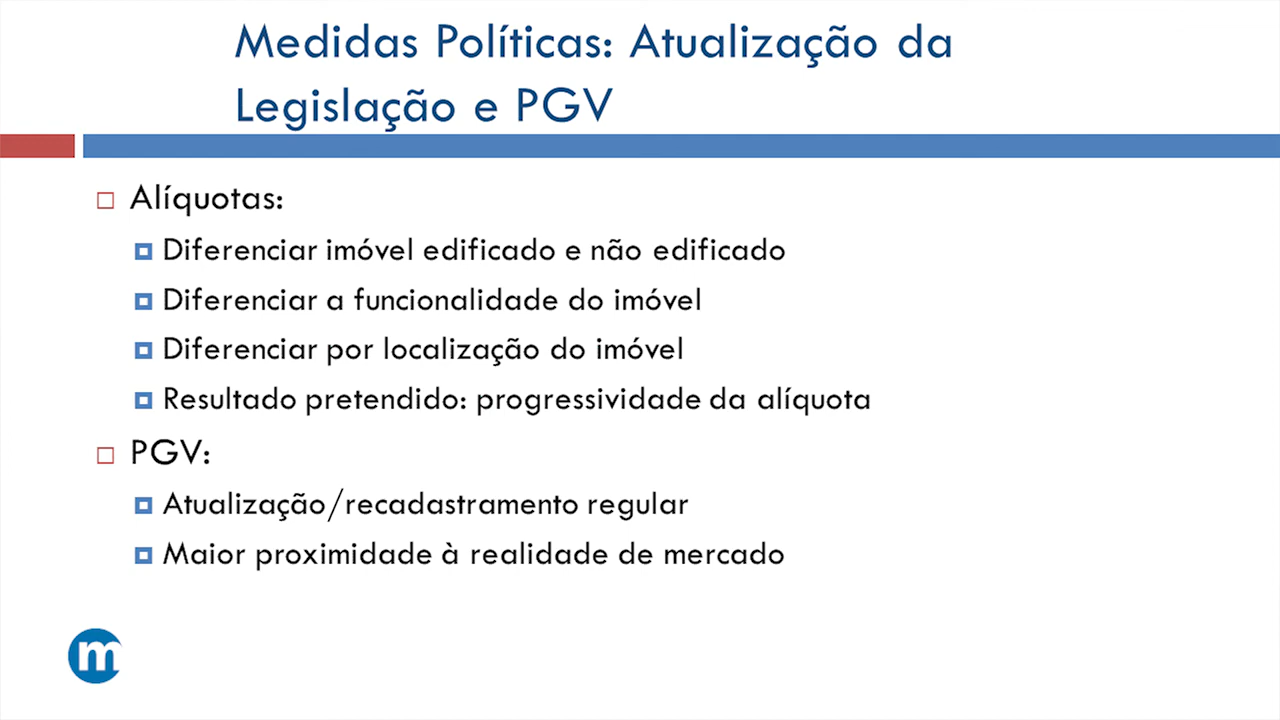 Medidas Políticas: Atualização da
Legislação e PGV
Alíquotas:
Diferenciar imóvel edificado e não edificado
Diferenciar a funcionalidade do imóvel
Diferenciar por localização do imóvel
Resultado pretendido: progressividade da alíquota
PGV:
Atualização/recadastramento regular
Maior proximidade à realidade de mercado
m